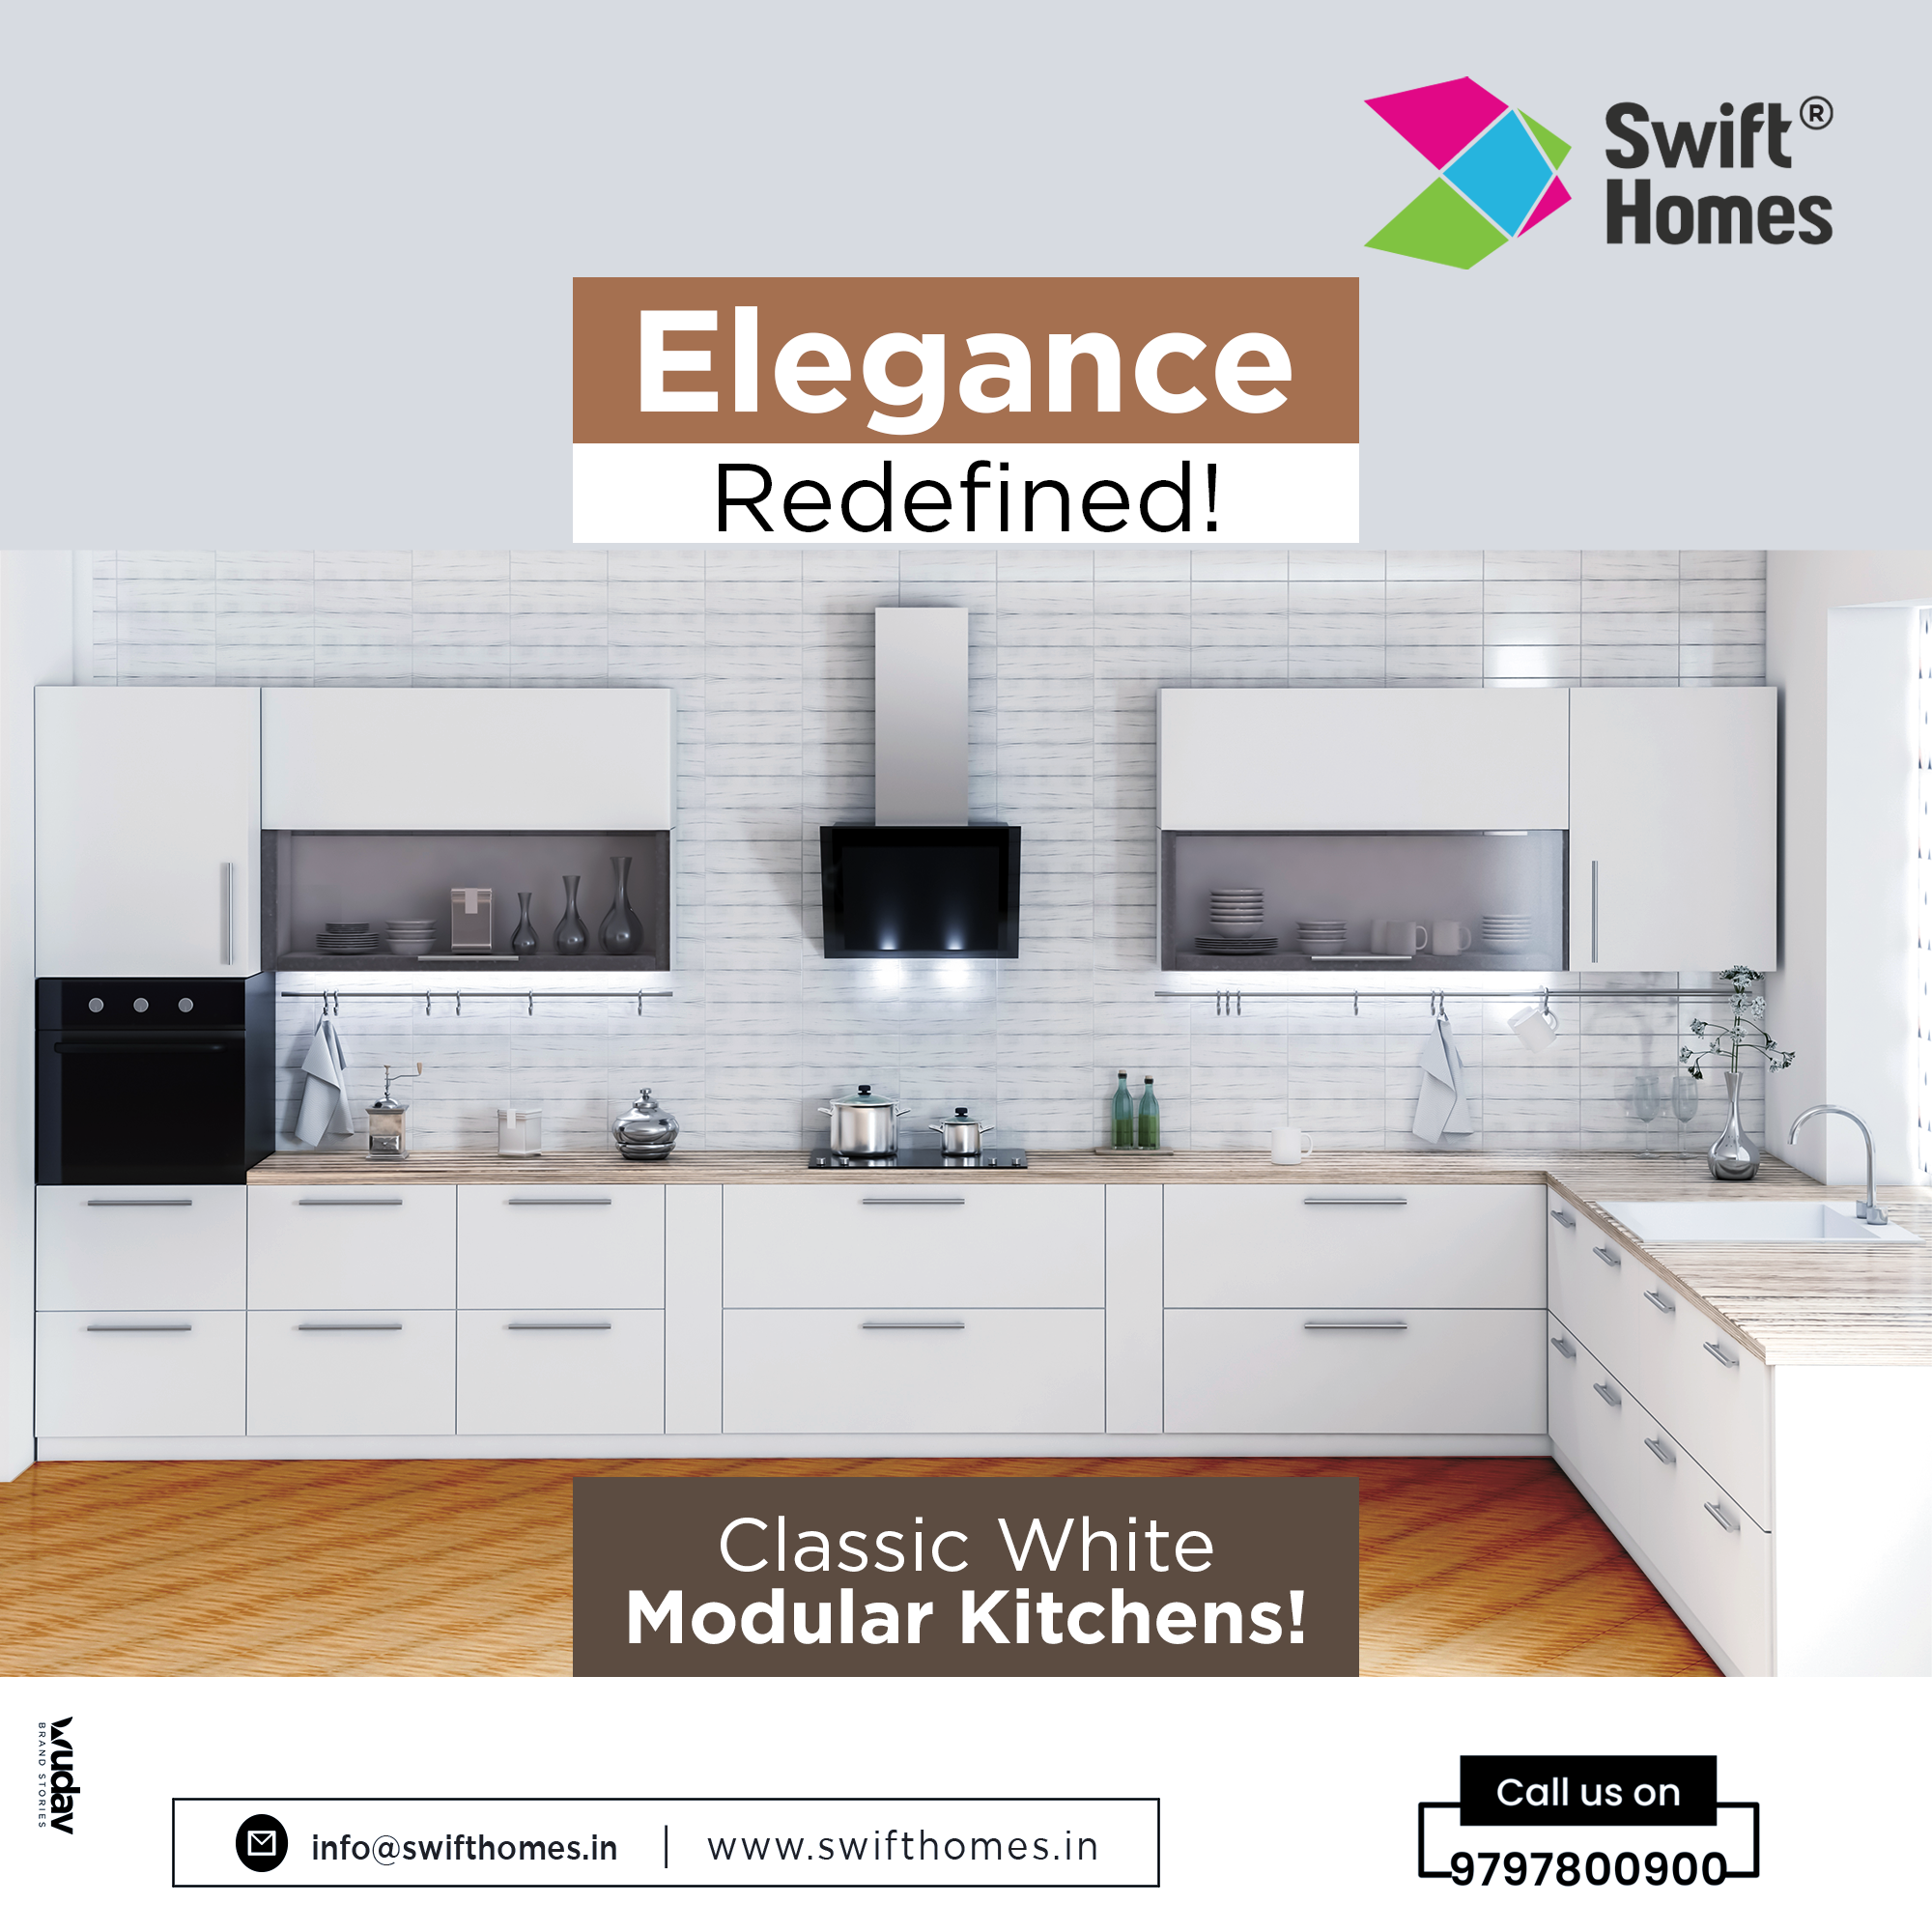 Swift®
Homes
Elegance
Redefined!
Classic White
Modular Kitchens!
wudav
BRAND STORIES
info@swifthomes.in | www.swifthomes.in
Call us on
9797800900